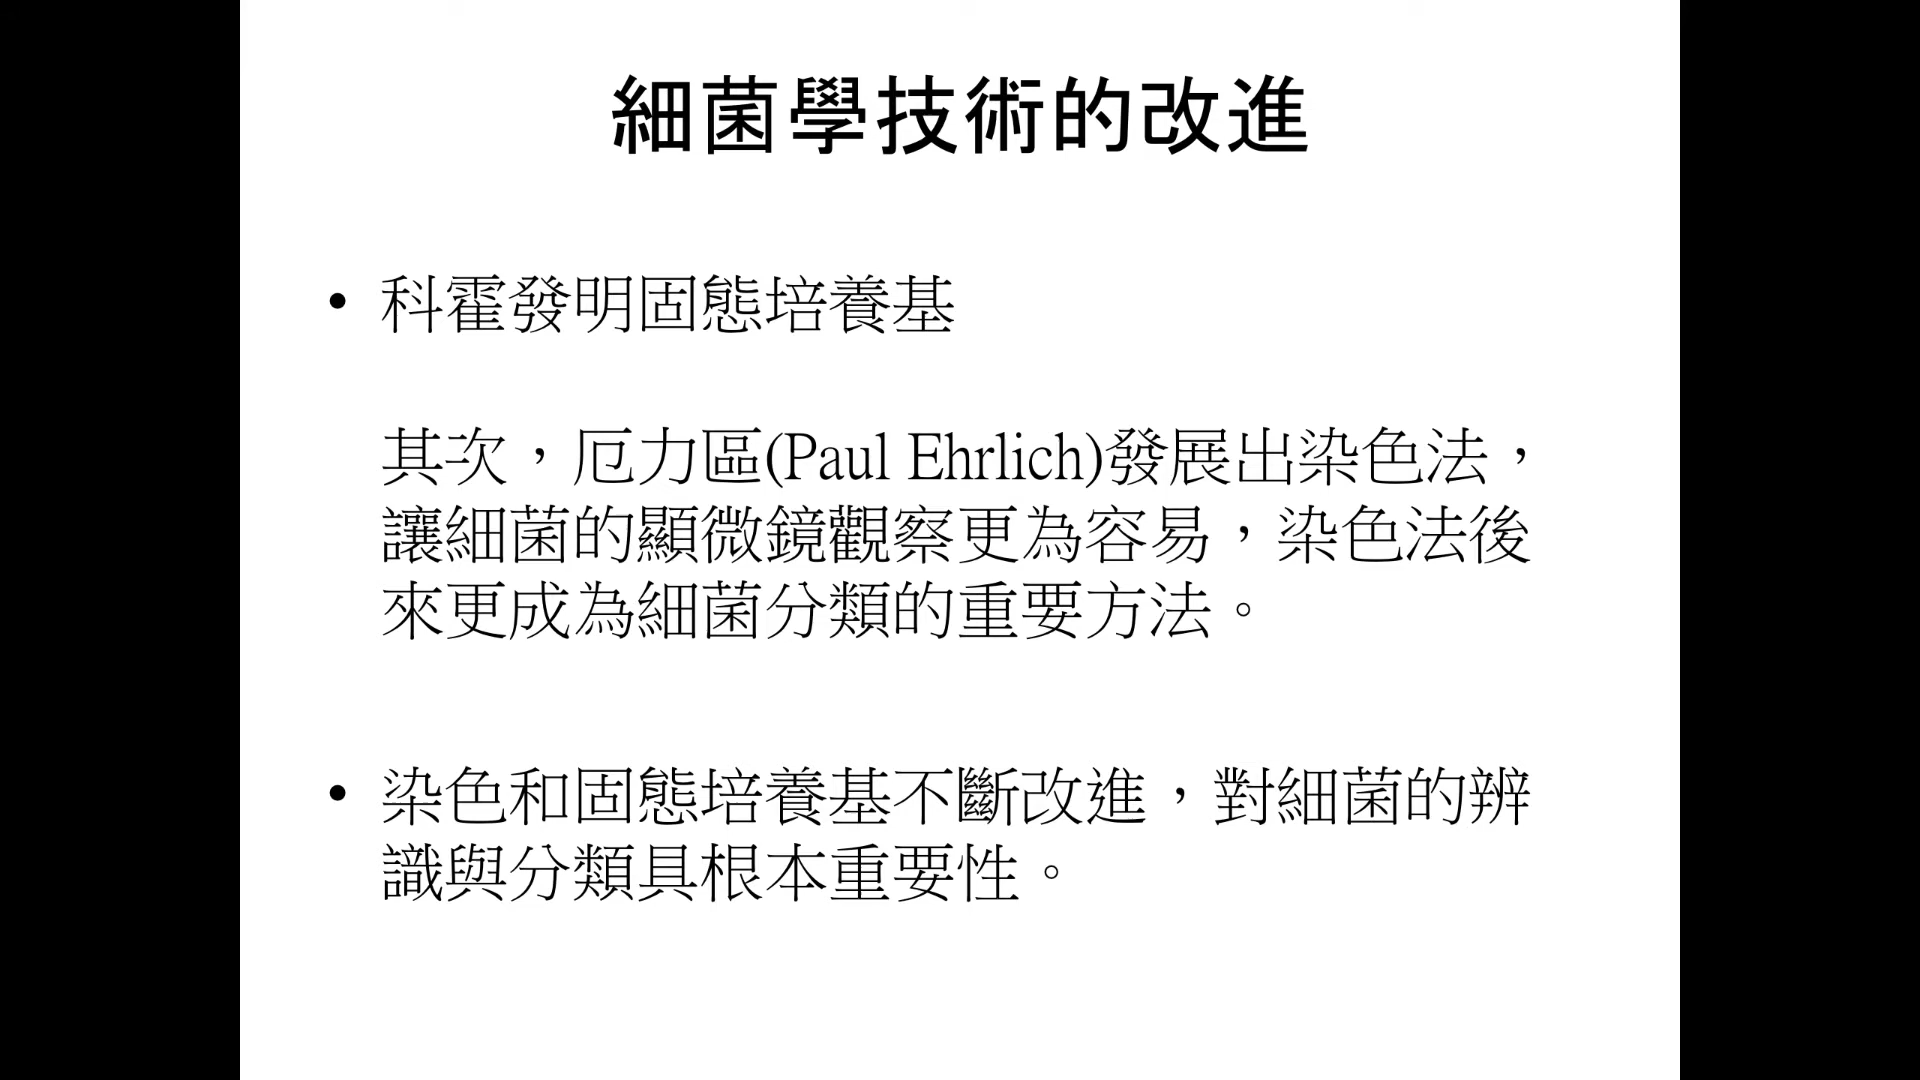 細菌學技術的改進
• 科霍發明固態培養基
其次，厄力區(Paul Ehrlich)發展出染色法，
讓細菌的顯微鏡觀察更為容易，染色法後
來更成為細菌分類的重要方法。
• 染色和固態培養基不斷改進，對細菌的辨
識與分類具根本重要性。